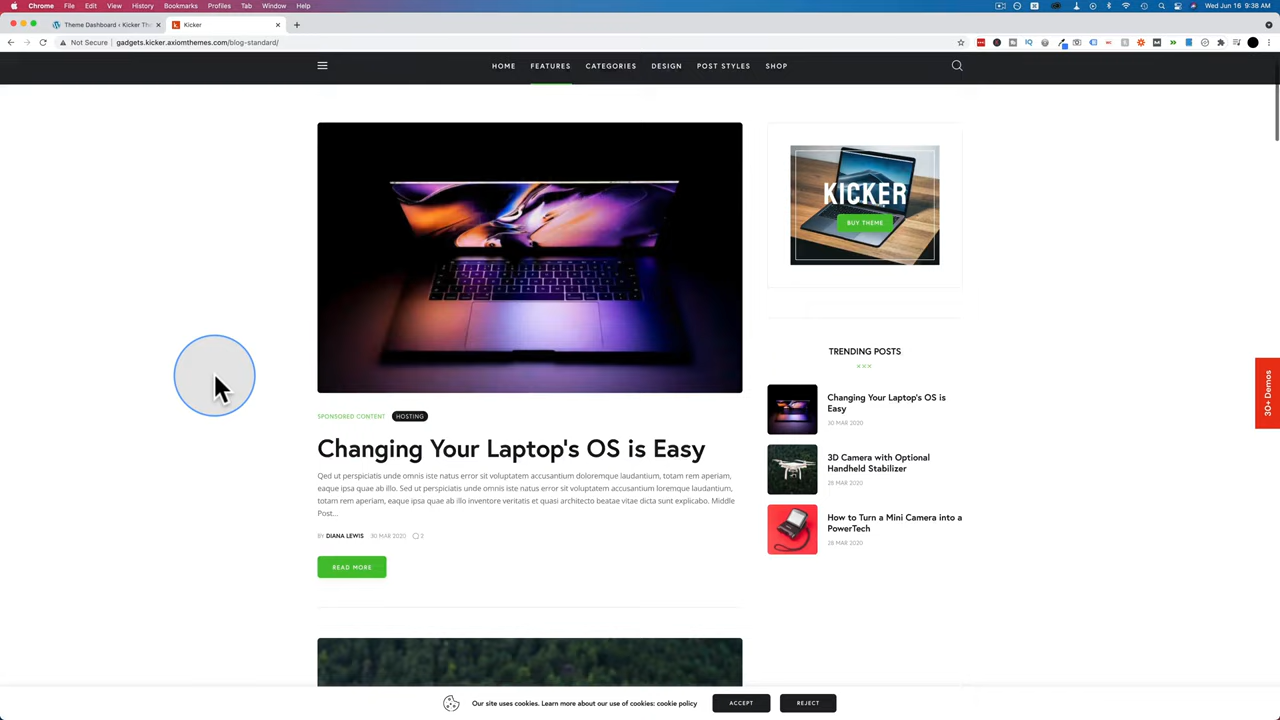 Chrome File Edit View History Bookmarks Profiles Tab Window Help Wed Jun 16 9:38 AM
Theme Dashboard ‹ Kicker Th Kicker
Not Secure gadgets.kicker.axiomthemes.com/blog-standard/
HOME FEATURES CATEGORIES DESIGN POST STYLES SHOP
KICKER
BUY THEME
SPONSORED CONTENT HOSTING
Changing Your Laptop's OS is Easy
Qed ut perspiciatis unde omnis iste natus error sit voluptatem accusantium doloremque laudantium, totam rem aperiam,
eaque ipsa quae ab illo. Sed ut perspiciatis unde omnis iste natus error sit voluptatem accusantium loremque laudantium,
totam rem aperiam, eaque ipsa quae ab illo inventore veritatis et quasi architecto beatae vitae dicta sunt explicabo. Middle
Post...
BY DIANA LEWIS 30 MAR 2020 2
READ MORE
TRENDING POSTS
Changing Your Laptop's OS is
Easy
30 MAR 2020
3D Camera with Optional
Handheld Stabilizer
28 MAR 2020
How to Turn a Mini Camera into a
PowerTech
28 MAR 2020
30+ Demos
Our site uses cookies. Learn more about our use of cookies: cookie policy ACCEPT REJECT